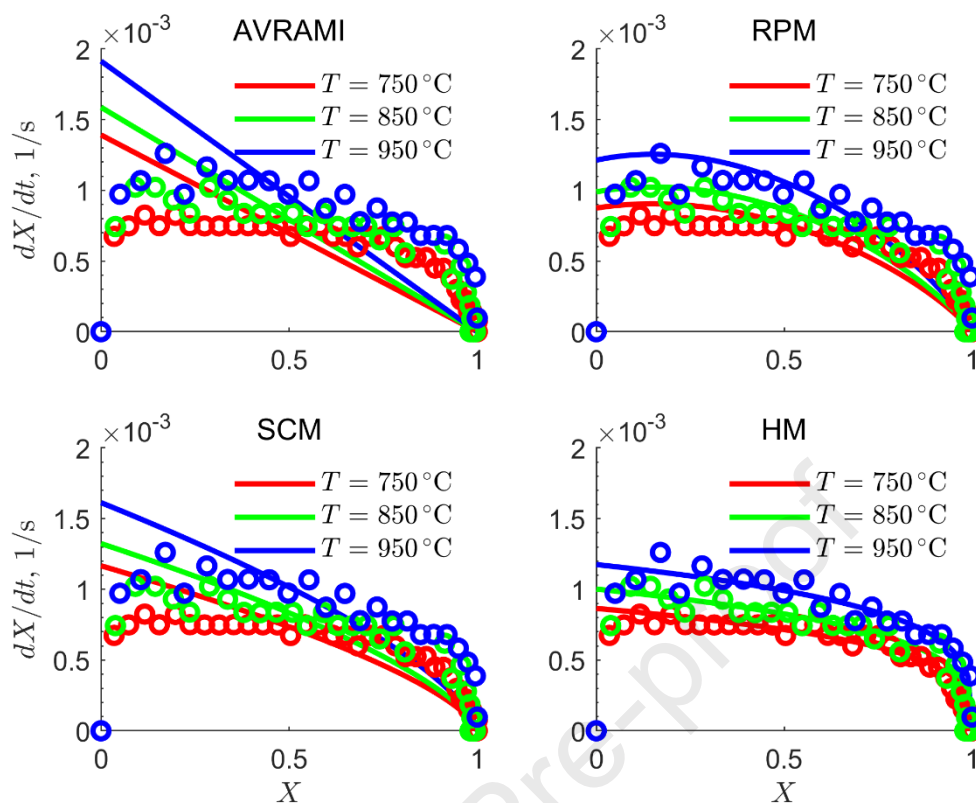 ×10⁻³
AVRAMI
2
1.5
1
0.5
0
dX/dt, 1/s
T = 750 °C
T = 850 °C
T = 950 °C
0
0.5
1
×10⁻³
RPM
2
1.5
1
0.5
0
T = 750 °C
T = 850 °C
T = 950 °C
0
0.5
1
×10⁻³
SCM
2
1.5
1
0.5
0
dX/dt, 1/s
T = 750 °C
T = 850 °C
T = 950 °C
0
0.5
1
X
×10⁻³
HM
2
1.5
1
0.5
0
T = 750 °C
T = 850 °C
T = 950 °C
0
0.5
1
X
Pre-proof